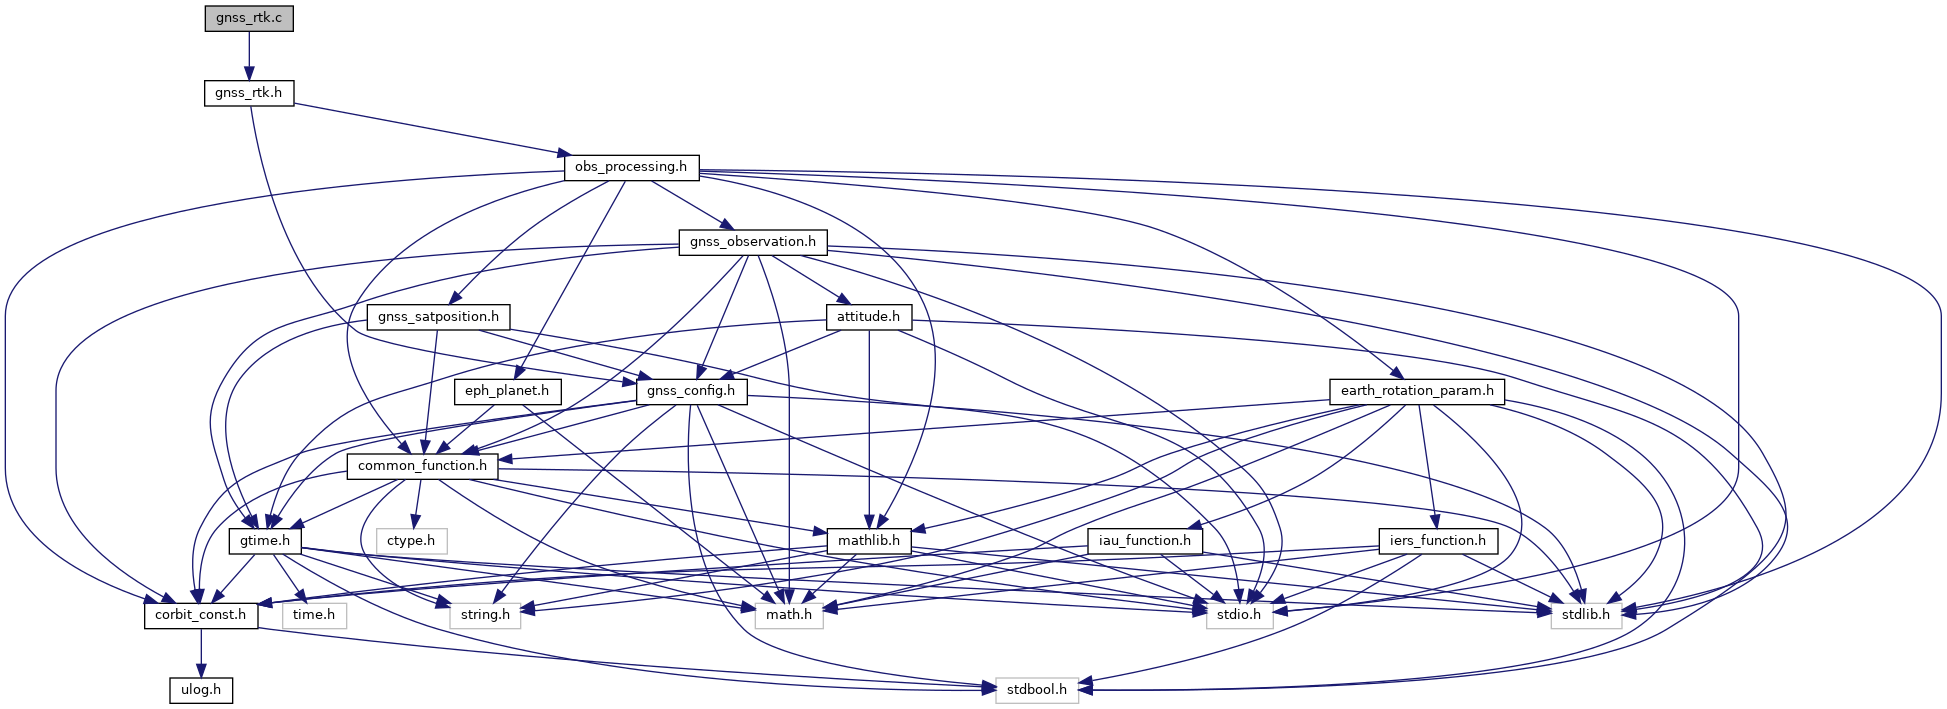 gnss_rtk.c
gnss_rtk.h
obs_processing.h
gnss_observation.h
gnss_satposition.h
attitude.h
eph_planet.h
gnss_config.h
earth_rotation_param.h
common_function.h
gtime.h
ctype.h
mathlib.h
iau_function.h
iers_function.h
corbit_const.h
time.h
string.h
math.h
stdio.h
stdlib.h
ulog.h
stdbool.h